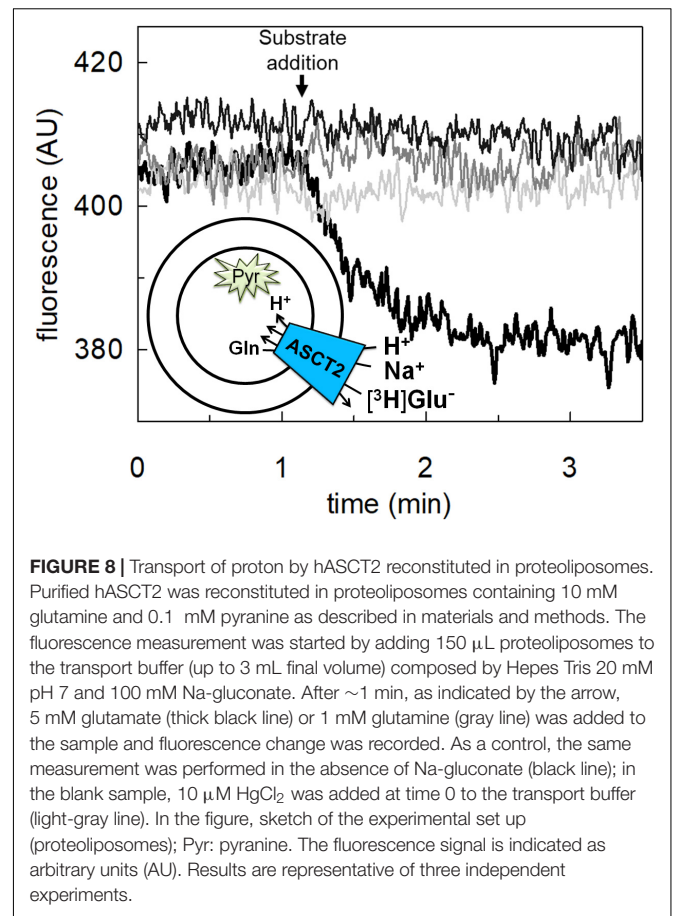 Substrate
addition
420
400
380
fluorescence (AU)
Pyr
H⁺
Gln
ASCT2
H⁺
Na⁺
[³H]Glu⁻
0 1 2 3
time (min)
FIGURE 8 | Transport of proton by hASCT2 reconstituted in proteoliposomes.
Purified hASCT2 was reconstituted in proteoliposomes containing 10 mM
glutamine and 0.1 mM pyranine as described in materials and methods. The
fluorescence measurement was started by adding 150 μL proteoliposomes to
the transport buffer (up to 3 mL final volume) composed by Hepes Tris 20 mM
pH 7 and 100 mM Na-gluconate. After ∼1 min, as indicated by the arrow,
5 mM glutamate (thick black line) or 1 mM glutamine (gray line) was added to
the sample and fluorescence change was recorded. As a control, the same
measurement was performed in the absence of Na-gluconate (black line); in
the blank sample, 10 μM HgCl₂ was added at time 0 to the transport buffer
(light-gray line). In the figure, sketch of the experimental set up
(proteoliposomes); Pyr: pyranine. The fluorescence signal is indicated as
arbitrary units (AU). Results are representative of three independent
experiments.